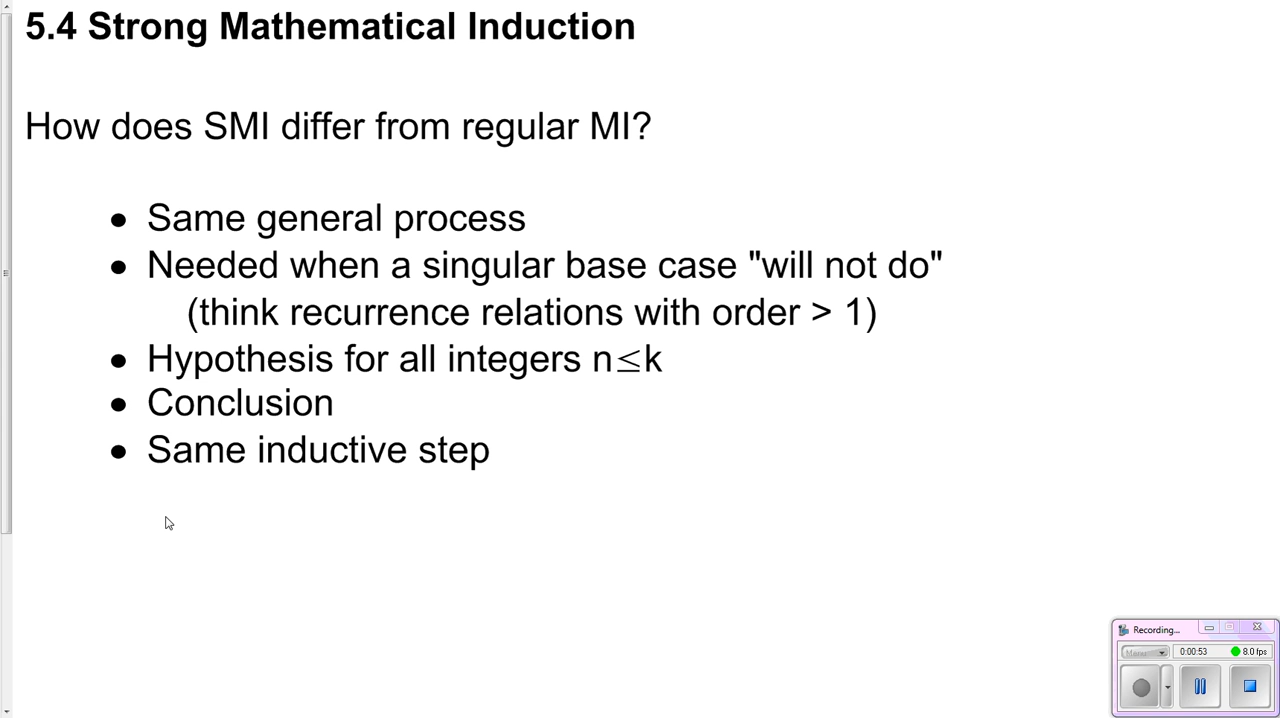 5.4 Strong Mathematical Induction
How does SMI differ from regular MI?
• Same general process
• Needed when a singular base case "will not do"
(think recurrence relations with order > 1)
• Hypothesis for all integers n≤k
• Conclusion
• Same inductive step
Recording...
Menu 0:00:53 8.0 fps